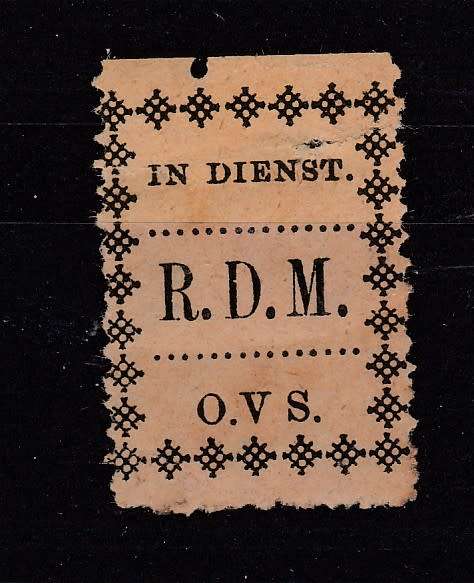 IN DIENST.
R.D.M.
O.V S.